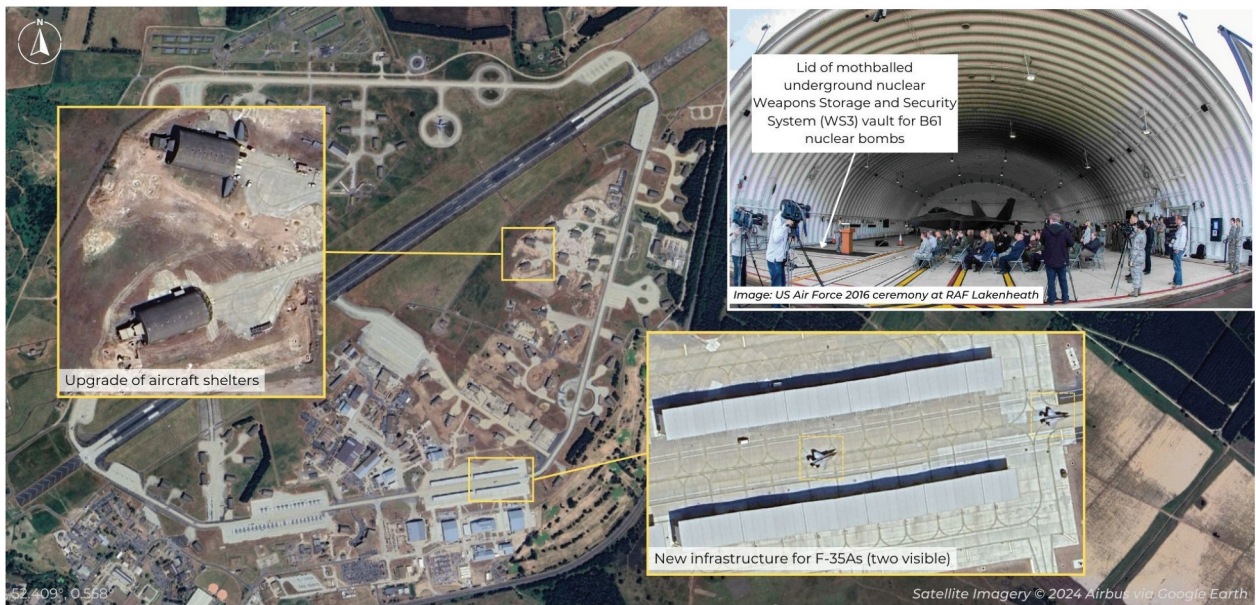 N
Lid of mothballed
underground nuclear
Weapons Storage and Security
System (WS3) vault for B61
nuclear bombs
Image: US Air Force 2016 ceremony at RAF Lakenheath
Upgrade of aircraft shelters
New infrastructure for F-35As (two visible)
52.409°, 0.558°
Satellite Imagery © 2024 Airbus via Google Earth